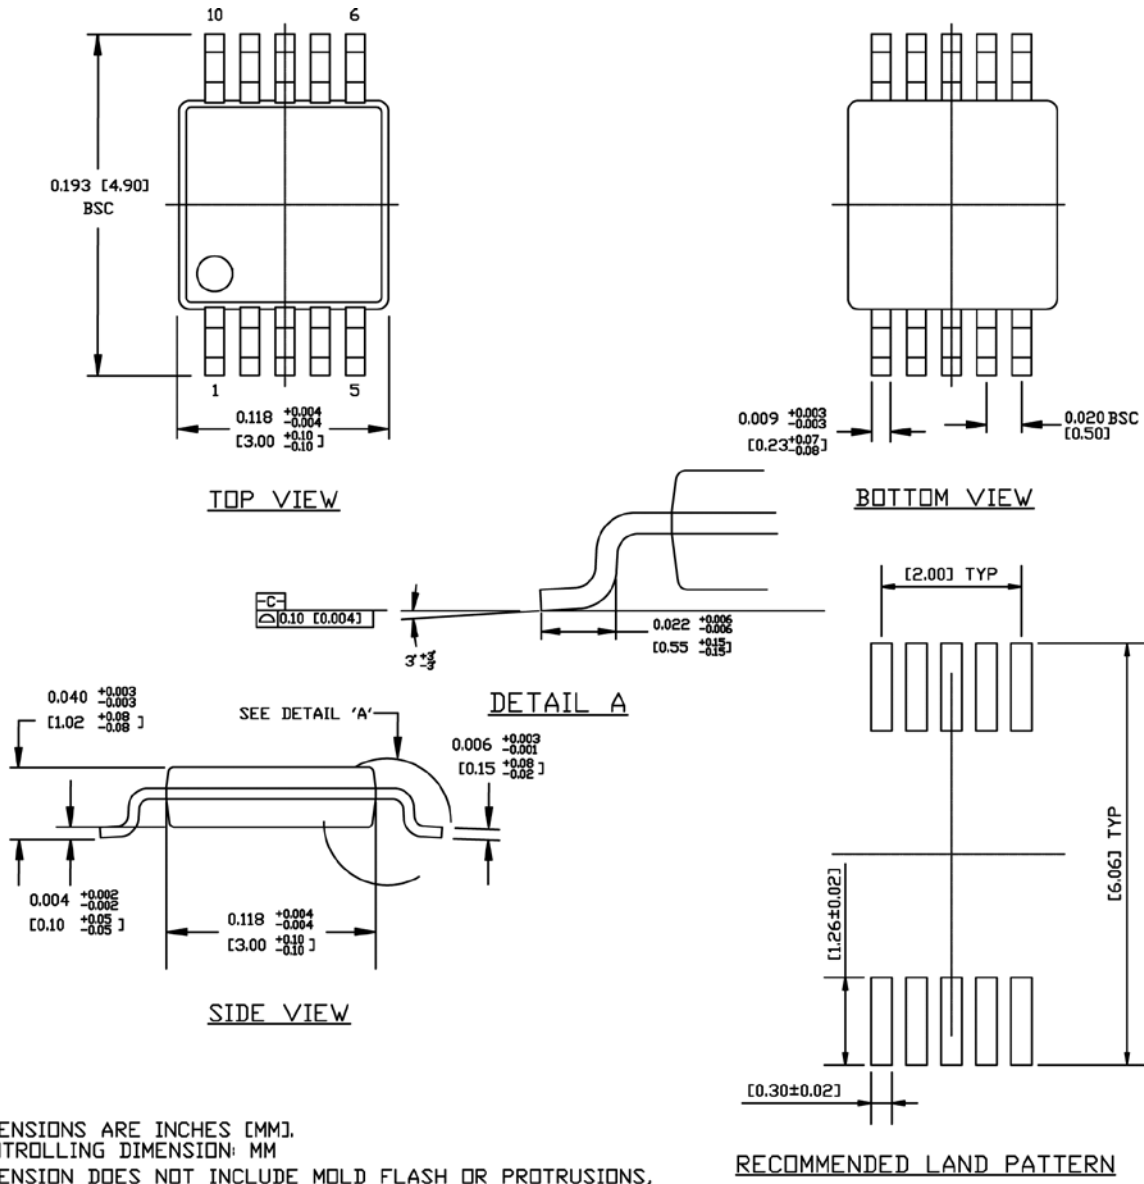 10 6
0.193 [4.90]
BSC
1 5
0.118 +0.004 -0.004
[3.00 +0.10 -0.10]
TOP VIEW
0.009 +0.003 -0.003
[0.23 +0.07 -0.08]
0.020 BSC
[0.50]
BOTTOM VIEW
-C-
0.10 [0.004]
3° +3° -3°
0.022 +0.006 -0.006
[0.55 +0.15 -0.15]
DETAIL A
0.040 +0.003 -0.003
[1.02 +0.08 -0.08]
SEE DETAIL 'A'
0.006 +0.003 -0.001
[0.15 +0.08 -0.02]
0.004 +0.002 -0.002
[0.10 +0.05 -0.05]
0.118 +0.004 -0.004
[3.00 +0.10 -0.10]
SIDE VIEW
[2.00] TYP
[6.06] TYP
[1.26±0.02]
[0.30±0.02]
RECOMMENDED LAND PATTERN
ENSIONS ARE INCHES [MM].
NTROLLING DIMENSION: MM
ENSION DOES NOT INCLUDE MOLD FLASH OR PROTRUSIONS,